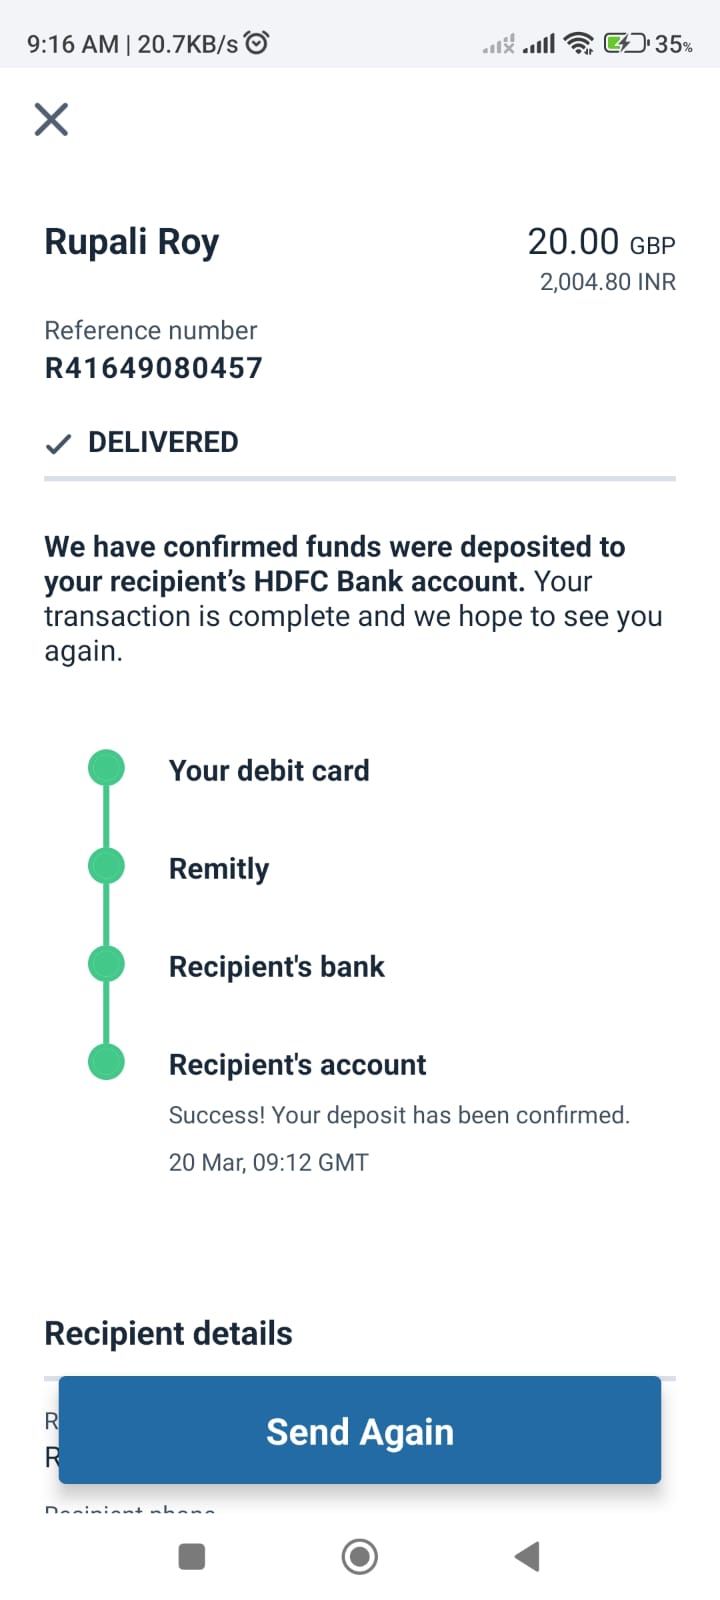 9:16 AM | 20.7KB/s
35%
Rupali Roy
20.00 GBP
2,004.80 INR
Reference number
R41649080457
DELIVERED
We have confirmed funds were deposited to
your recipient’s HDFC Bank account. Your
transaction is complete and we hope to see you
again.
Your debit card
Remitly
Recipient's bank
Recipient's account
Success! Your deposit has been confirmed.
20 Mar, 09:12 GMT
Recipient details
Send Again